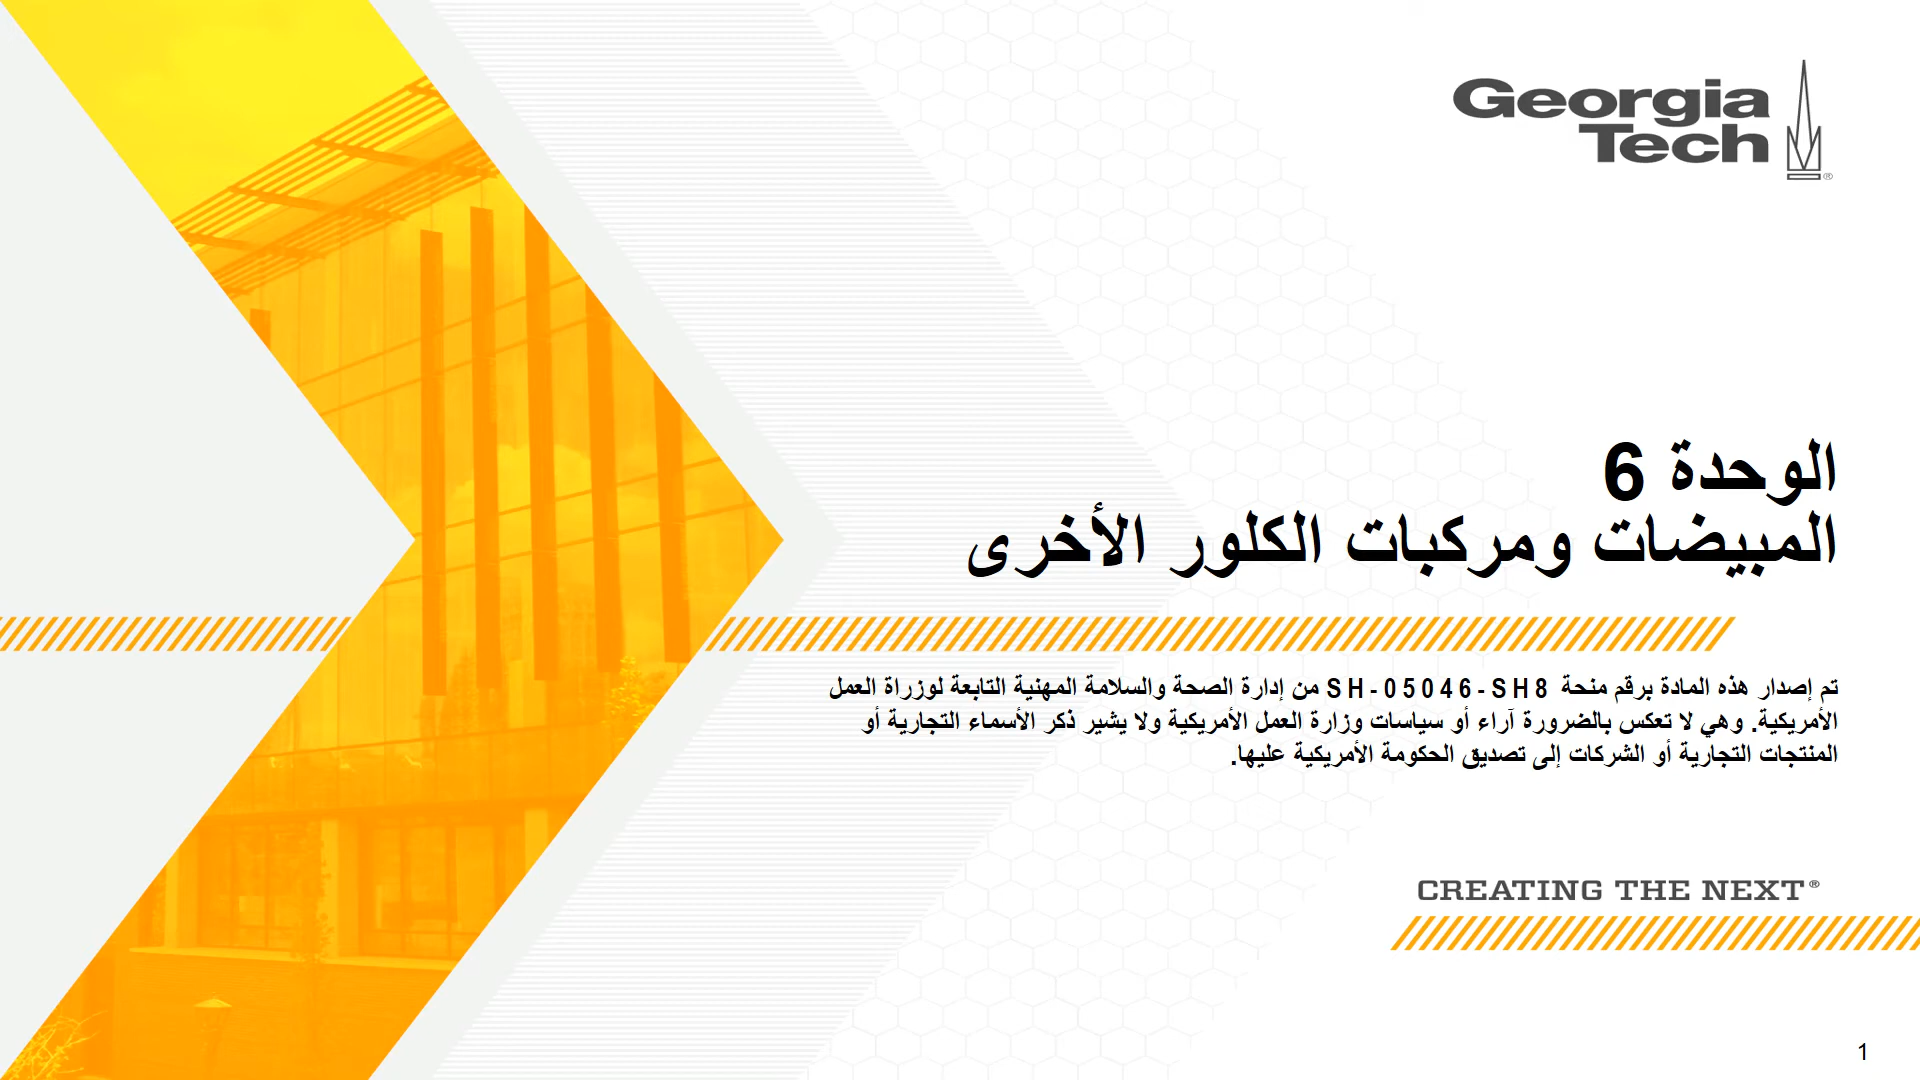 Georgia
Tech
الوحدة 6
المبيضات ومركبات الكلور الأخرى
تم إصدار هذه المادة برقم منحة SH-05046-SH8 من إدارة الصحة والسلامة المهنية التابعة لوزراة العمل
الأمريكية. وهي لا تعكس بالضرورة آراء أو سياسات وزارة العمل الأمريكية ولا يشير ذكر الأسماء التجارية أو
المنتجات التجارية أو الشركات إلى تصديق الحكومة الأمريكية عليها.
CREATING THE NEXT®
1